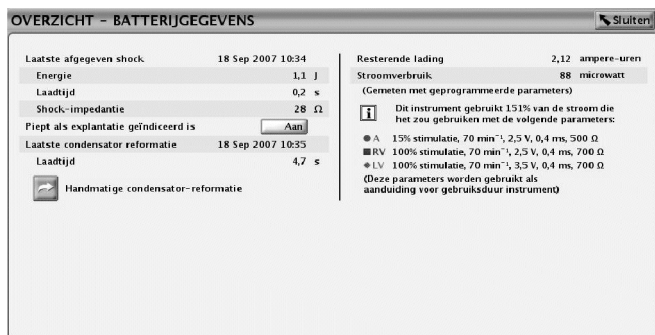 OVERZICHT - BATTERIJGEGEVENS
Sluiten
Laatste afgegeven shock 18 Sep 2007 10:34
Energie 1,1 J
Laadtijd 0,2 s
Shock-impedantie 28 Ω
Piept als explantatie geïndiceerd is Aan
Laatste condensator reformatie 18 Sep 2007 10:35
Laadtijd 4,7 s
Handmatige condensator-reformatie
Resterende lading 2,12 ampere-uren
Stroomverbruik 88 microwatt
(Gemeten met geprogrammeerde parameters)
i Dit instrument gebruikt 151% van de stroom die
het zou gebruiken met de volgende parameters:
A 15% stimulatie, 70 min⁻¹, 2,5 V, 0,4 ms, 500 Ω
RV 100% stimulatie, 70 min⁻¹, 2,5 V, 0,4 ms, 700 Ω
LV 100% stimulatie, 70 min⁻¹, 3,5 V, 0,4 ms, 700 Ω
(Deze parameters worden gebruikt als
aanduiding voor gebruiksduur instrument)